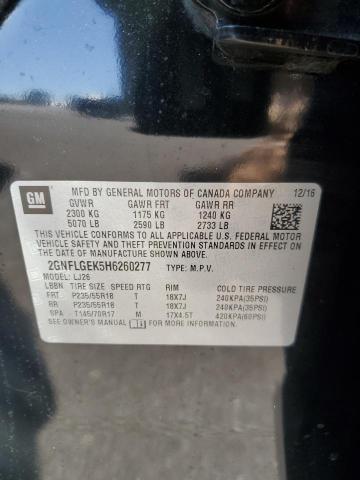 GM
MFD BY GENERAL MOTORS OF CANADA COMPANY 12/16
GVWR GAWR FRT GAWR RR
2300 KG 1175 KG 1240 KG
5070 LB 2590 LB 2733 LB
THIS VEHICLE CONFORMS TO ALL APPLICABLE U.S. FEDERAL MOTOR
VEHICLE SAFETY AND THEFT PREVENTION STANDARDS IN EFFECT ON
THE DATE OF MANUFACTURE SHOWN ABOVE.
2GNFLGEK5H6260277 TYPE: M.P.V.
MODEL: LJ26
LBBN TIRE SIZE SPEED RTG RIM COLD TIRE PRESSURE
FRT P235/55R18 T 18X7J 240KPA(35PSI)
RR P235/55R18 T 18X7J 240KPA(35PSI)
SPA T145/70R17 M 17X4.5T 420KPA(60PSI)
SEE OWNER'S MANUAL FOR MORE INFORMATION.